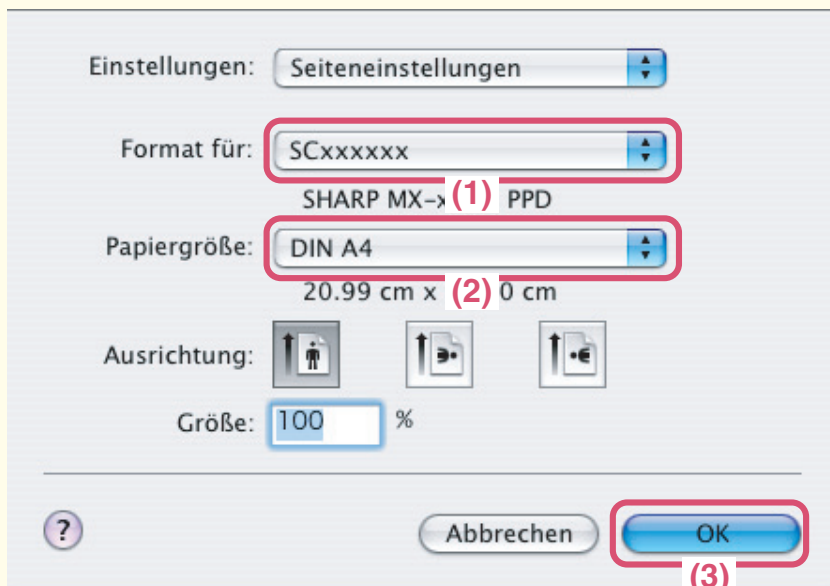 Einstellungen: Seiteneinstellungen
Format für: SCxxxxxx
(1)
SHARP MX-x PPD
Papiergröße: DIN A4
(2)
20.99 cm x 0 cm
Ausrichtung:
Größe: 100 %
? Abbrechen OK
(3)